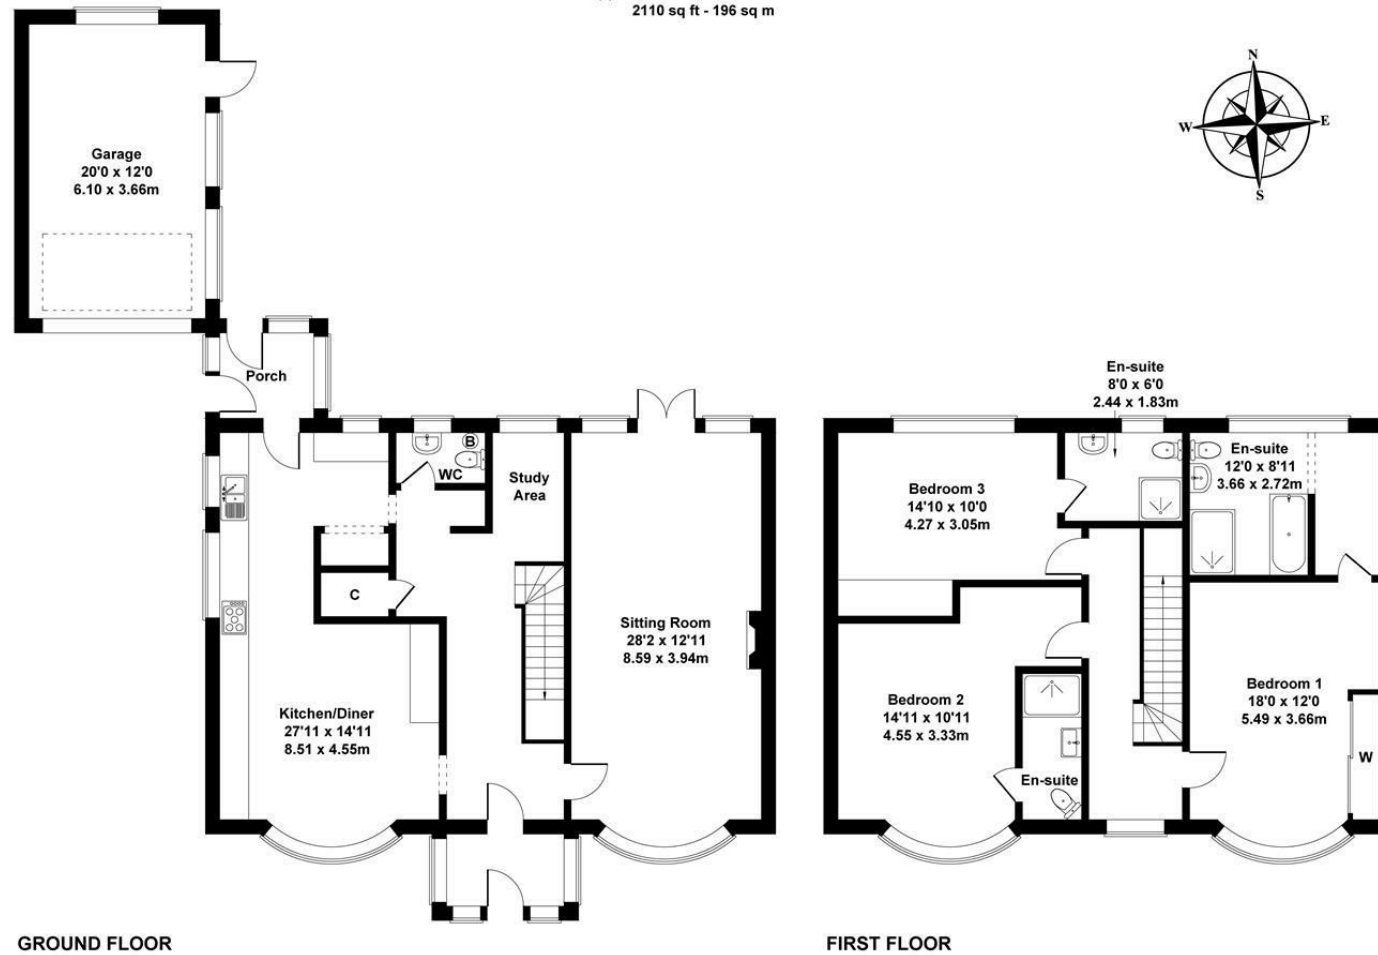 2110 sq ft - 196 sq m
N
W
E
S
Garage
20'0 x 12'0
6.10 x 3.66m
Porch
WC
B
Study
Area
C
Sitting Room
28'2 x 12'11
8.59 x 3.94m
Kitchen/Diner
27'11 x 14'11
8.51 x 4.55m
En-suite
8'0 x 6'0
2.44 x 1.83m
En-suite
12'0 x 8'11
3.66 x 2.72m
Bedroom 3
14'10 x 10'0
4.27 x 3.05m
Bedroom 2
14'11 x 10'11
4.55 x 3.33m
En-suite
Bedroom 1
18'0 x 12'0
5.49 x 3.66m
W
GROUND FLOOR
FIRST FLOOR